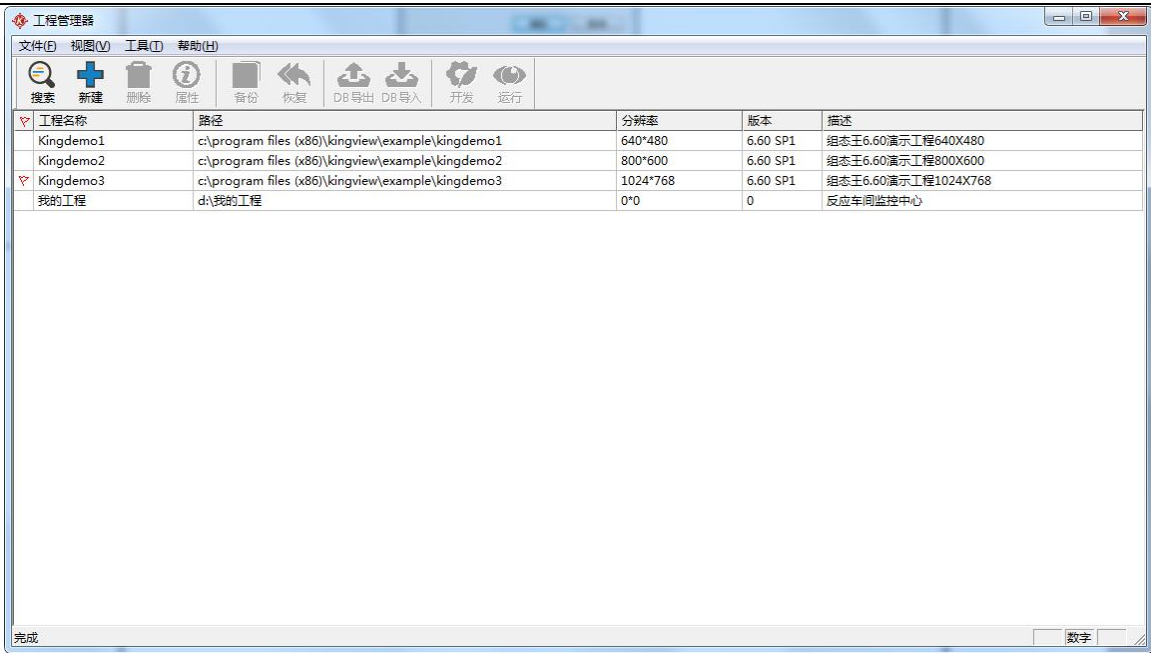 工程管理器
文件(F) 视图(V) 工具(T) 帮助(H)
搜索 新建 删除 属性 备份 恢复 DB导出 DB导入 开发 运行
工程名称 路径 分辨率 版本 描述
Kingdemo1 c:\program files (x86)\kingview\example\kingdemo1 640*480 6.60 SP1 组态王6.60演示工程640X480
Kingdemo2 c:\program files (x86)\kingview\example\kingdemo2 800*600 6.60 SP1 组态王6.60演示工程800X600
Kingdemo3 c:\program files (x86)\kingview\example\kingdemo3 1024*768 6.60 SP1 组态王6.60演示工程1024X768
我的工程 d:\我的工程 0*0 0 反应车间监控中心
完成 数字